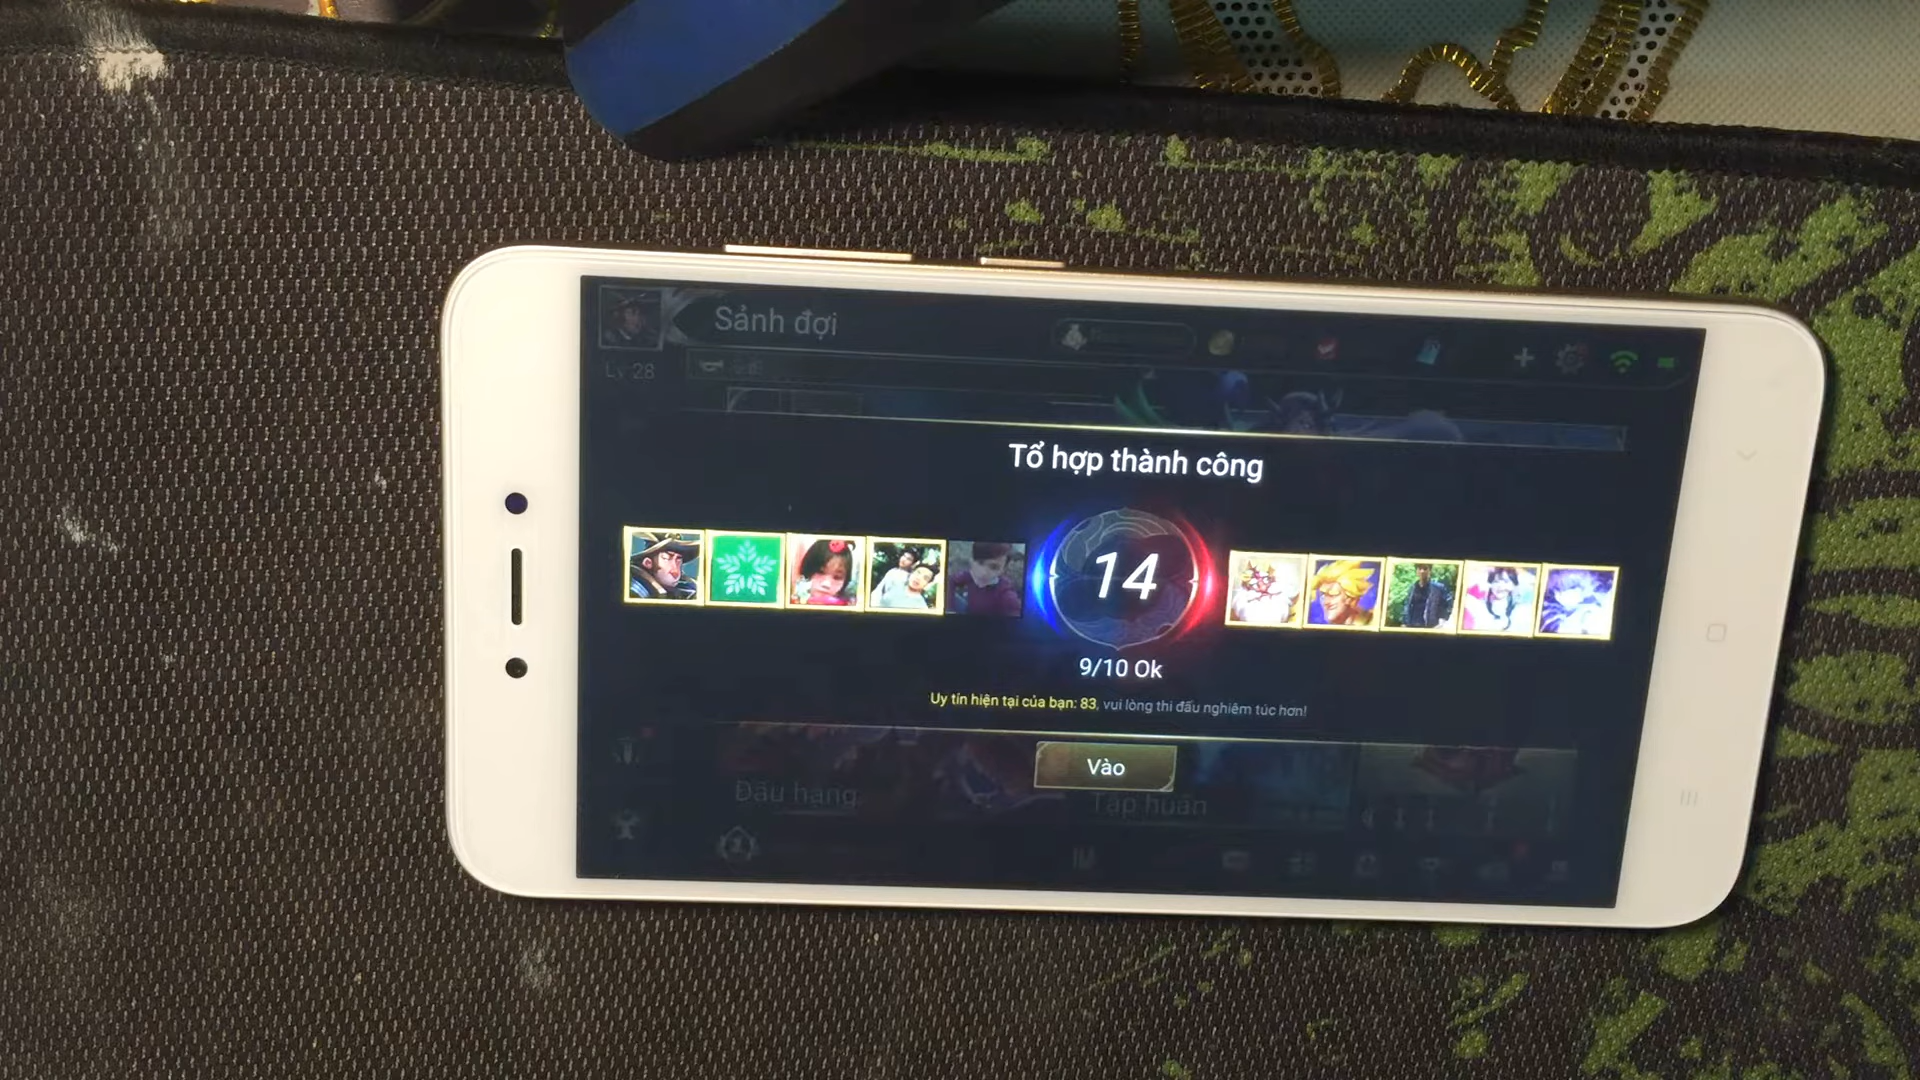 Sảnh đợi
Lv 28
Tổ hợp thành công
14
9/10 Ok
Uy tín hiện tại của bạn: 83, vui lòng thi đấu nghiêm túc hơn!
Vào
Đấu hạng
Tập huấn